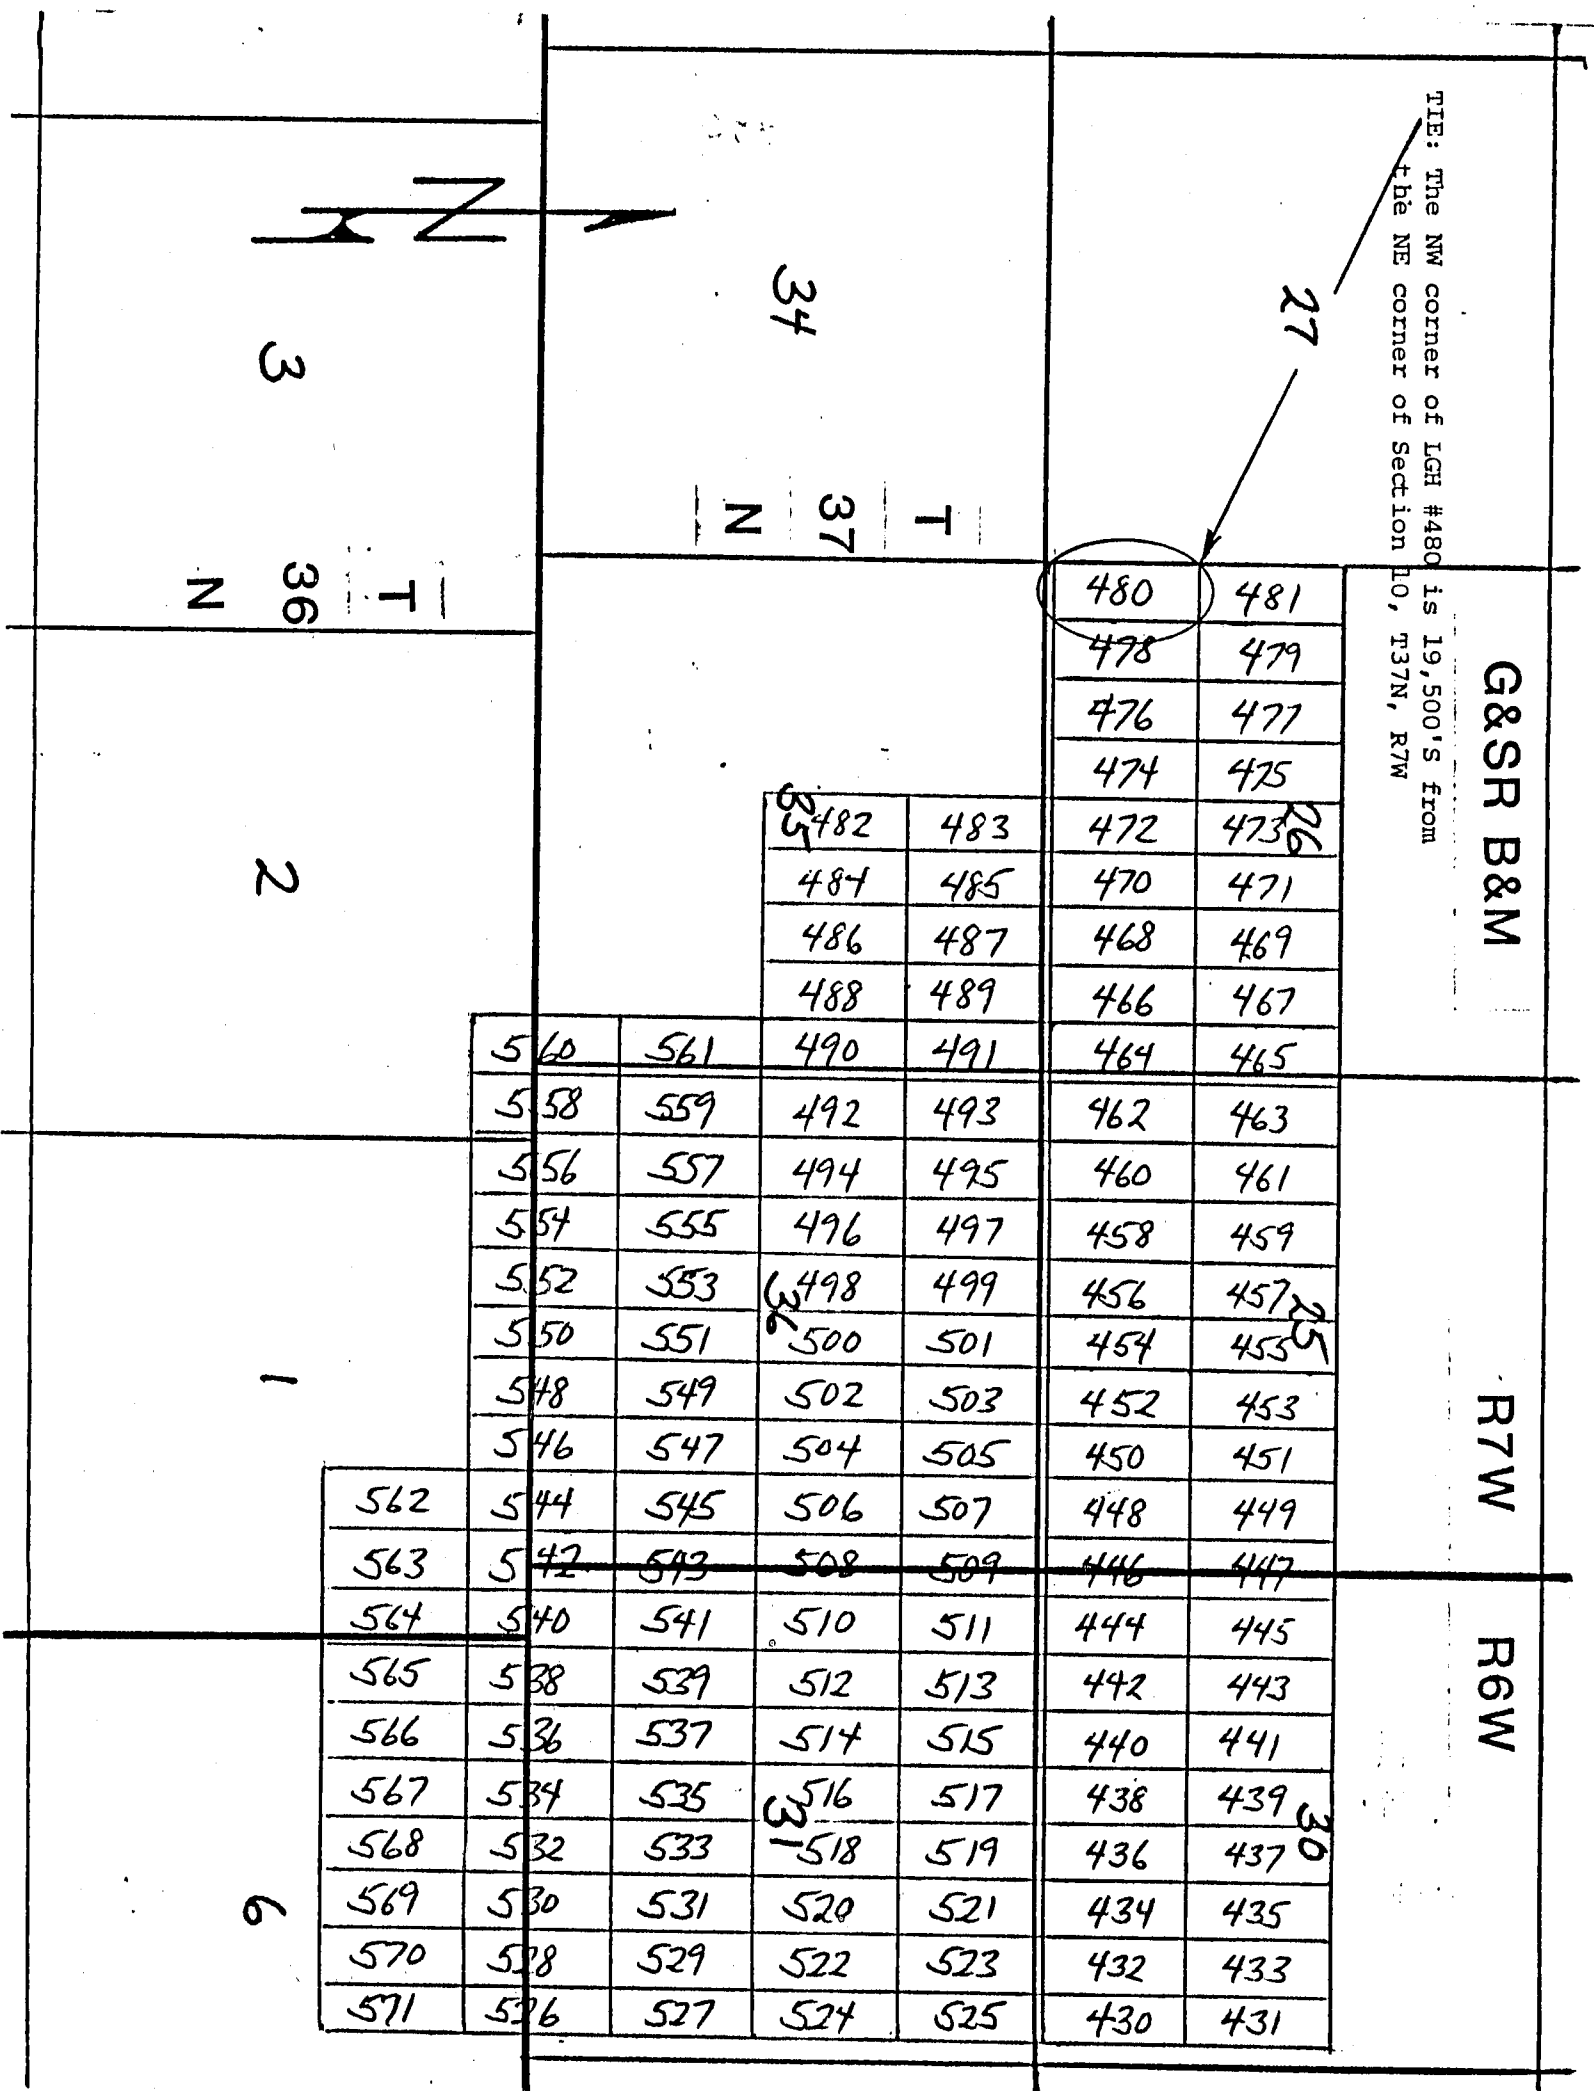 TIE: The NW corner of LGH #480 is 19,500'S from
the NE corner of Section 10, T37N, R7W
G&SR B&M
R7W
R6W
27
26
25
30
34
T
37
N
35
36
31
3
T
36
N
2
1
6
N
480 481
478 479
476 477
474 475
482 483 472 473
484 485 470 471
486 487 468 469
488 489 466 467
560 561 490 491 464 465
558 559 492 493 462 463
556 557 494 495 460 461
554 555 496 497 458 459
552 553 498 499 456 457
550 551 500 501 454 455
548 549 502 503 452 453
546 547 504 505 450 451
562 544 545 506 507 448 449
563 542 543 508 509 446 447
564 540 541 510 511 444 445
565 538 539 512 513 442 443
566 536 537 514 515 440 441
567 534 535 516 517 438 439
568 532 533 518 519 436 437
569 530 531 520 521 434 435
570 528 529 522 523 432 433
571 526 527 524 525 430 431